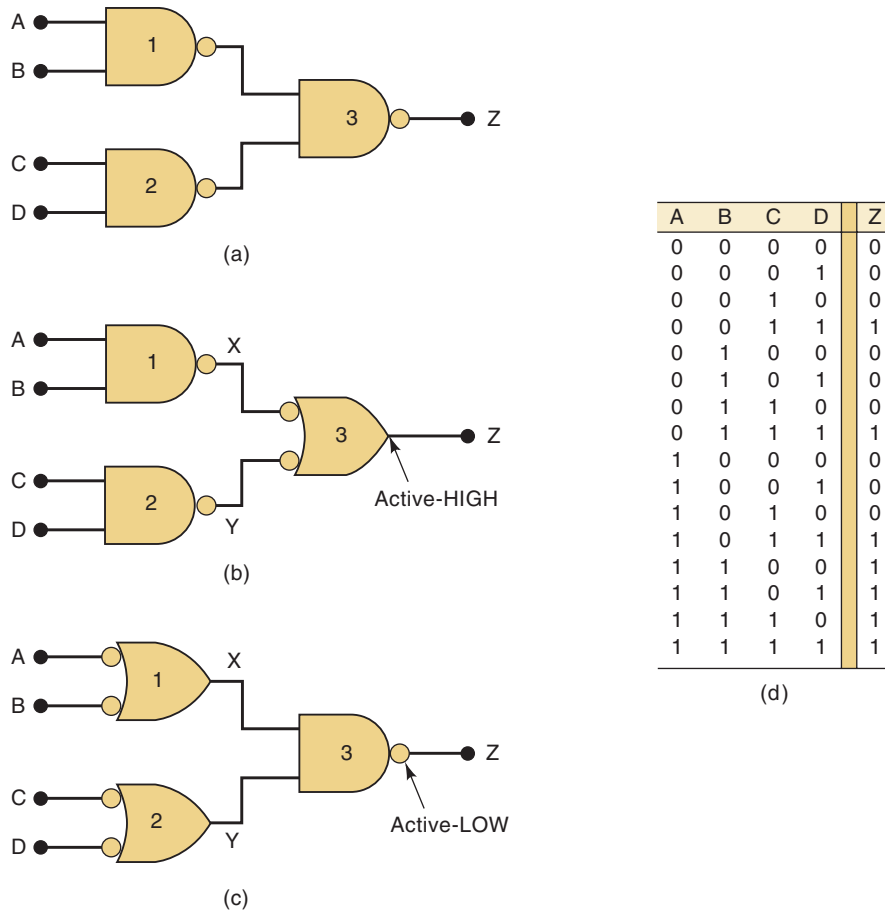 A
B
1
C
D
2
3
Z
(a)
A
B
1
X
C
D
2
Y
3
Z
Active-HIGH
(b)
A
B
1
X
C
D
2
Y
3
Z
Active-LOW
(c)
A B C D Z
0 0 0 0 0
0 0 0 1 0
0 0 1 0 0
0 0 1 1 1
0 1 0 0 0
0 1 0 1 0
0 1 1 0 0
0 1 1 1 1
1 0 0 0 0
1 0 0 1 0
1 0 1 0 0
1 0 1 1 1
1 1 0 0 1
1 1 0 1 1
1 1 1 0 1
1 1 1 1 1
(d)